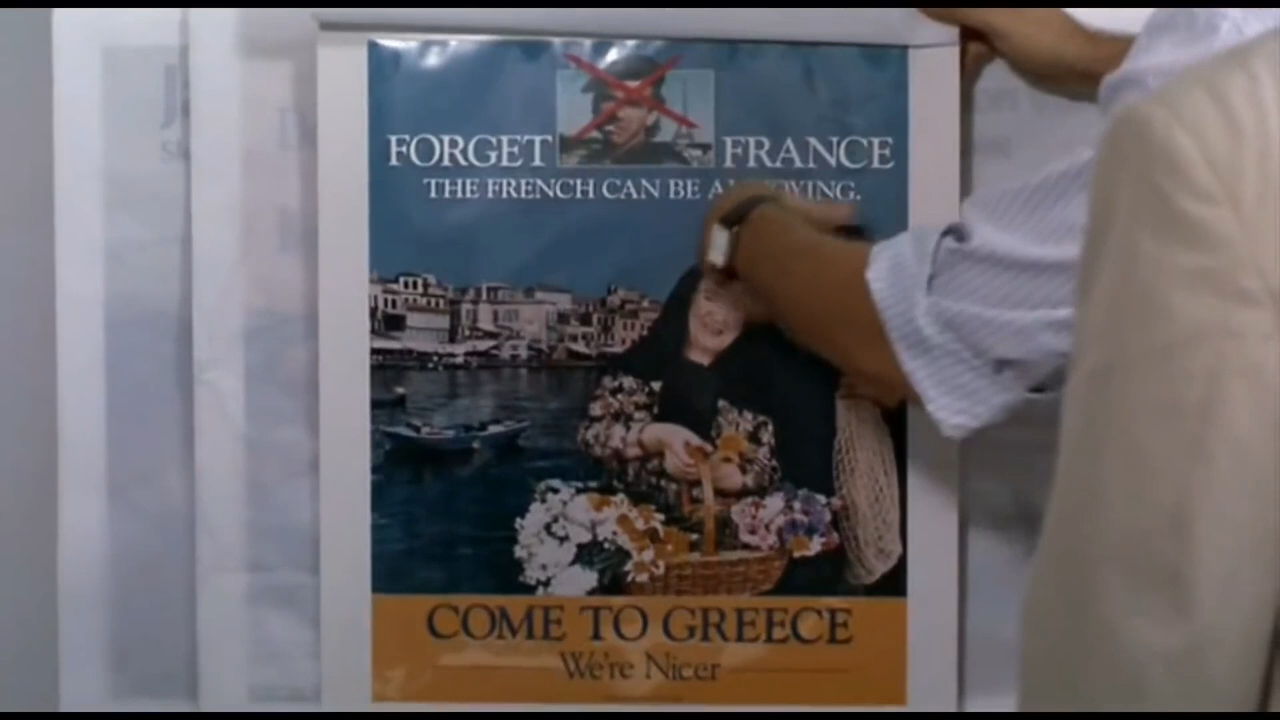 FORGET FRANCE
THE FRENCH CAN BE
COME TO GREECE
We're Nicer